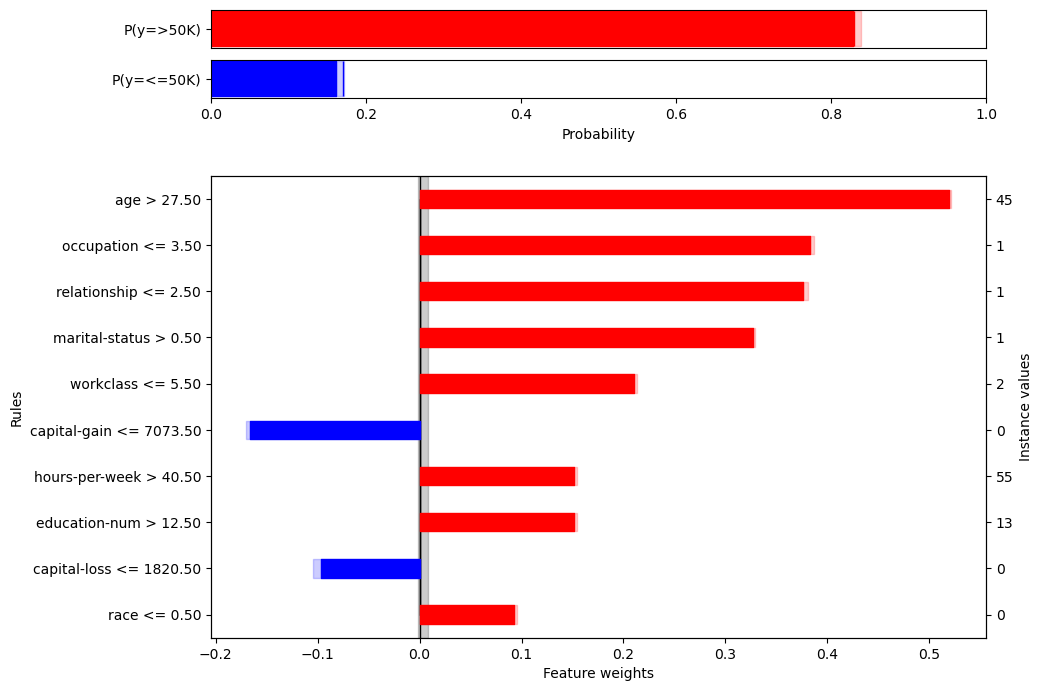 P(y=>50K)
P(y=<=50K)
0.0 0.2 0.4 0.6 0.8 1.0
Probability
age > 27.50 45
occupation <= 3.50 1
relationship <= 2.50 1
marital-status > 0.50 1
workclass <= 5.50 2
capital-gain <= 7073.50 0
hours-per-week > 40.50 55
education-num > 12.50 13
capital-loss <= 1820.50 0
race <= 0.50 0
Rules
Instance values
−0.2 −0.1 0.0 0.1 0.2 0.3 0.4 0.5
Feature weights